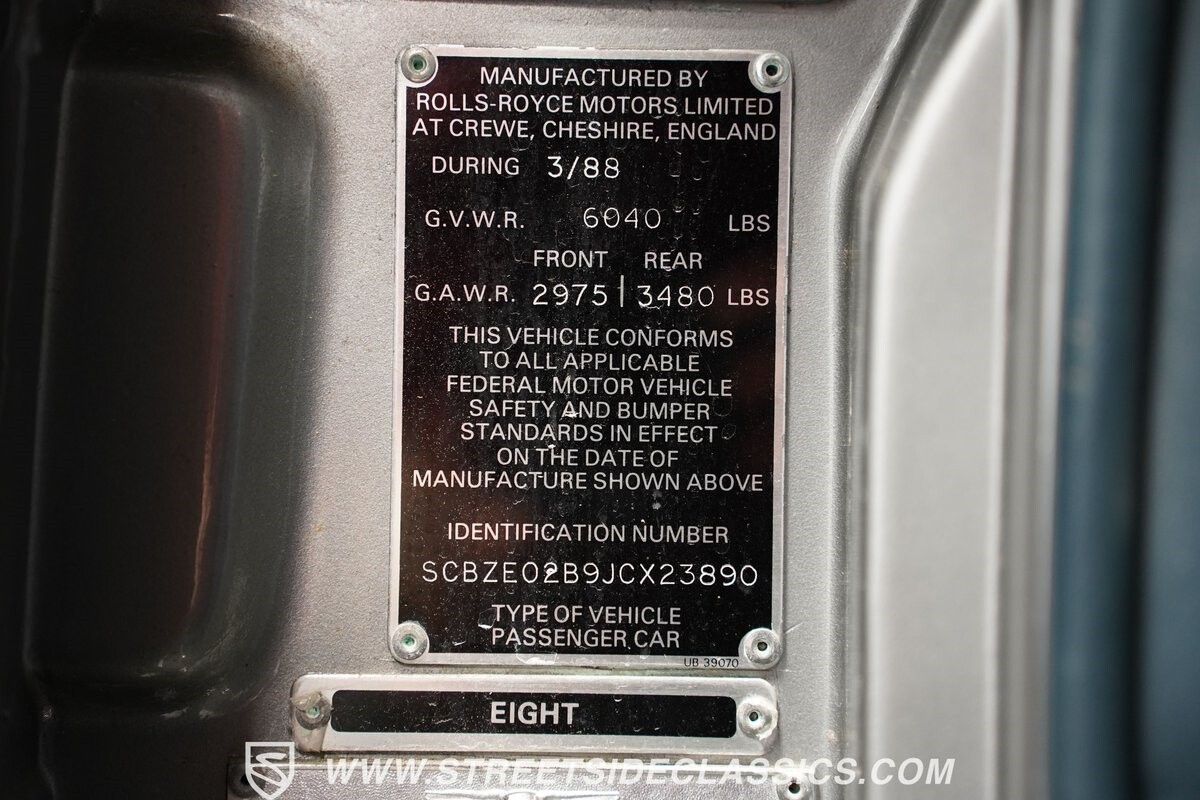 MANUFACTURED BY
ROLLS-ROYCE MOTORS LIMITED
AT CREWE, CHESHIRE, ENGLAND
DURING 3/88
G.V.W.R. 6040 LBS
FRONT REAR
G.A.W.R. 2975 | 3480 LBS
THIS VEHICLE CONFORMS
TO ALL APPLICABLE
FEDERAL MOTOR VEHICLE
SAFETY AND BUMPER
STANDARDS IN EFFECT
ON THE DATE OF
MANUFACTURE SHOWN ABOVE
IDENTIFICATION NUMBER
SCBZE02B9JCX23890
TYPE OF VEHICLE
PASSENGER CAR
UB 39070
EIGHT
WWW.STREETSIDECLASSICS.COM